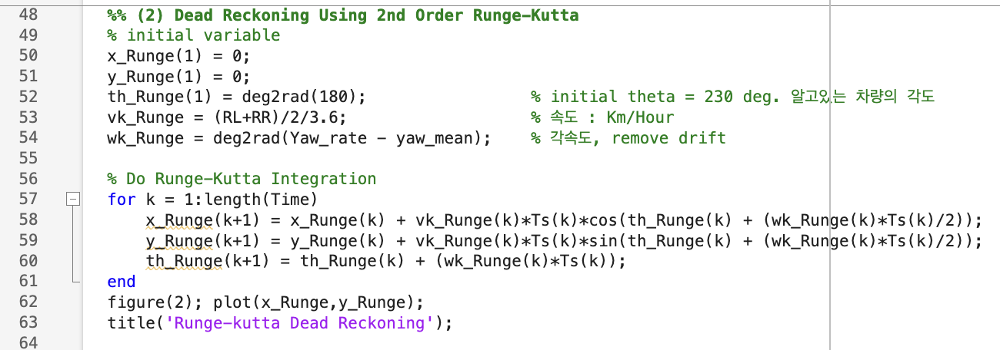 48 %% (2) Dead Reckoning Using 2nd Order Runge-Kutta
49 % initial variable
50 x_Runge(1) = 0;
51 y_Runge(1) = 0;
52 th_Runge(1) = deg2rad(180); % initial theta = 230 deg. 알고있는 차량의 각도
53 vk_Runge = (RL+RR)/2/3.6; % 속도 : Km/Hour
54 wk_Runge = deg2rad(Yaw_rate - yaw_mean); % 각속도, remove drift
55
56 % Do Runge-Kutta Integration
57 for k = 1:length(Time)
58 x_Runge(k+1) = x_Runge(k) + vk_Runge(k)*Ts(k)*cos(th_Runge(k) + (wk_Runge(k)*Ts(k)/2));
59 y_Runge(k+1) = y_Runge(k) + vk_Runge(k)*Ts(k)*sin(th_Runge(k) + (wk_Runge(k)*Ts(k)/2));
60 th_Runge(k+1) = th_Runge(k) + (wk_Runge(k)*Ts(k));
61 end
62 figure(2); plot(x_Runge,y_Runge);
63 title('Runge-kutta Dead Reckoning');
64